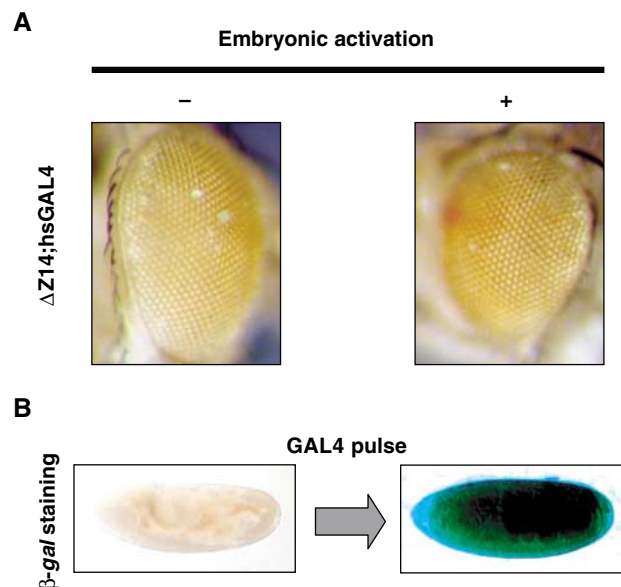 A
Embryonic activation
– +
ΔZ14;hsGAL4
B
GAL4 pulse
β-gal staining